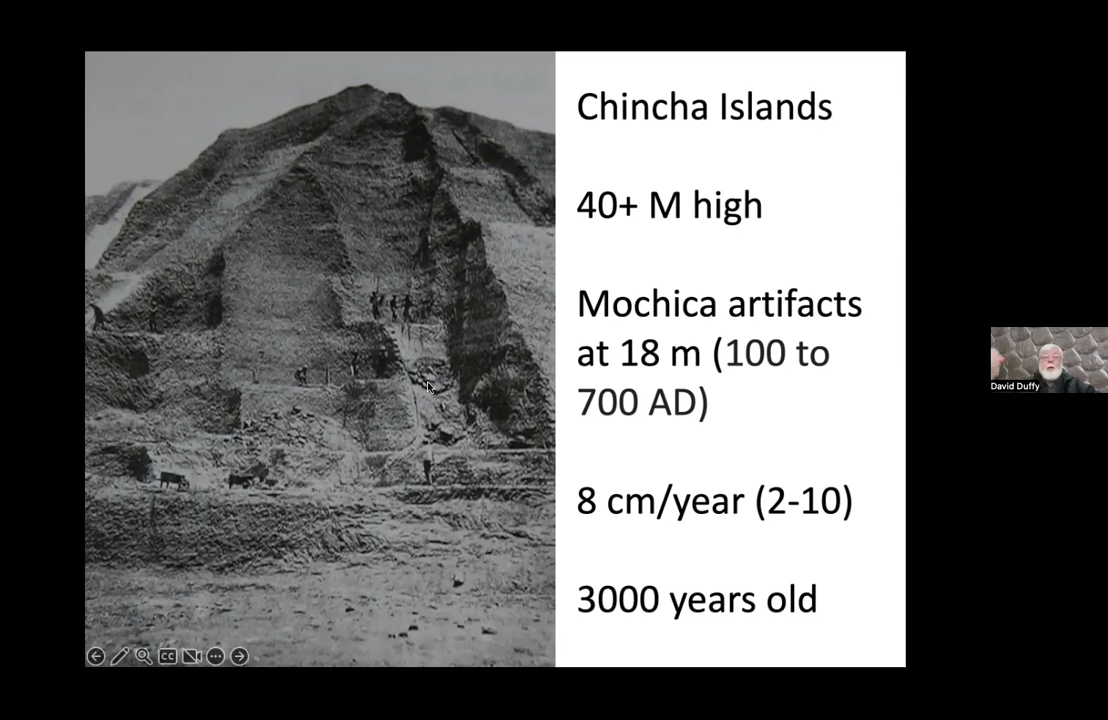 Chincha Islands
40+ M high
Mochica artifacts
at 18 m (100 to
700 AD)
8 cm/year (2-10)
3000 years old
David Duffy
CC